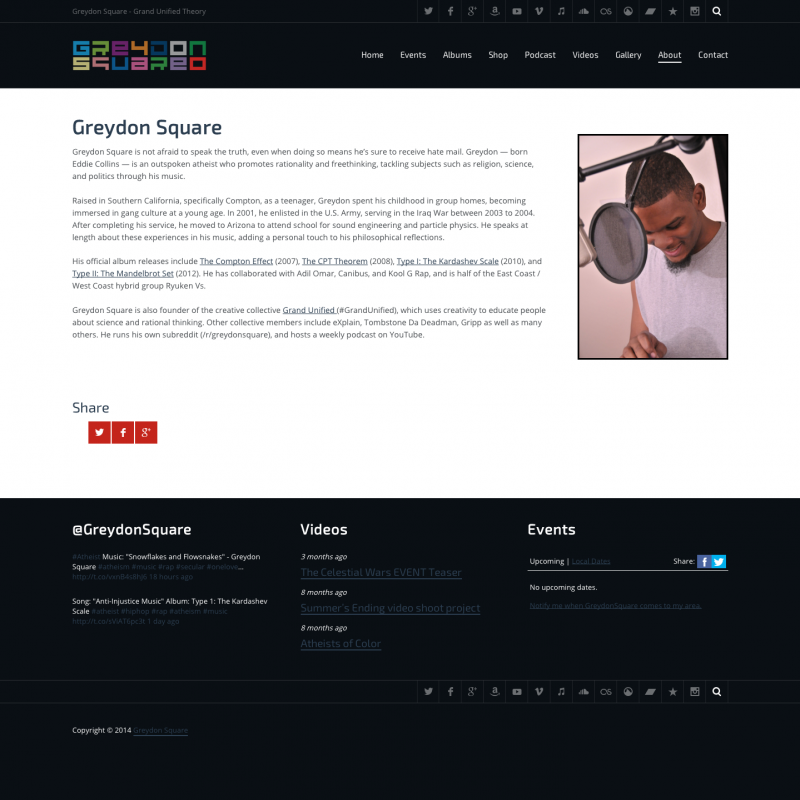 Greydon Square - Grand Unified Theory
GREYDON
SQUARED
Home Events Albums Shop Podcast Videos Gallery About Contact
Greydon Square
Greydon Square is not afraid to speak the truth, even when doing so means he's sure to receive hate mail. Greydon — born
Eddie Collins — is an outspoken atheist who promotes rationality and freethinking, tackling subjects such as religion, science,
and politics through his music.
Raised in Southern California, specifically Compton, as a teenager, Greydon spent his childhood in group homes, becoming
immersed in gang culture at a young age. In 2001, he enlisted in the U.S. Army, serving in the Iraq War between 2003 to 2004.
After completing his service, he moved to Arizona to attend school for sound engineering and particle physics. He speaks at
length about these experiences in his music, adding a personal touch to his philosophical reflections.
His official album releases include The Compton Effect (2007), The CPT Theorem (2008), Type I: The Kardashev Scale (2010), and
Type II: The Mandelbrot Set (2012). He has collaborated with Adil Omar, Canibus, and Kool G Rap, and is half of the East Coast /
West Coast hybrid group Ryuken Vs.
Greydon Square is also founder of the creative collective Grand Unified (#GrandUnified), which uses creativity to educate people
about science and rational thinking. Other collective members include eXplain, Tombstone Da Deadman, Gripp as well as many
others. He runs his own subreddit (/r/greydonsquare), and hosts a weekly podcast on YouTube.
Share
@GreydonSquare
#Atheist Music: "Snowflakes and Flowsnakes" - Greydon
Square #atheism #music #rap #secular #onelove...
18 hours ago
Song: "Anti-Injustice Music" Album: Type 1: The Kardashev
Scale #atheist #hiphop #rap #atheism #music
1 day ago
Videos
3 months ago
The Celestial Wars EVENT Teaser
8 months ago
Summer's Ending video shoot project
8 months ago
Atheists of Color
Events
Upcoming | Local Dates Share:
No upcoming dates.
Notify me when GreydonSquare comes to my area.
Copyright © 2014 Greydon Square